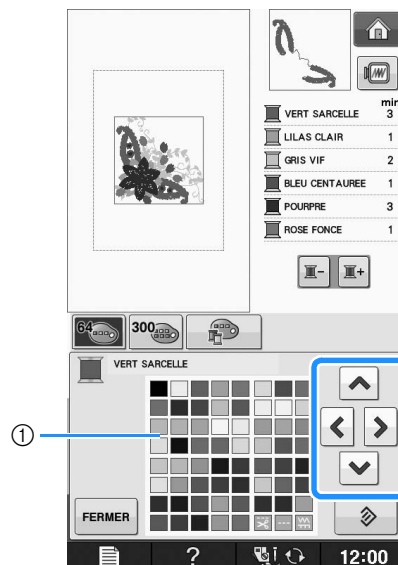 min
VERT SARCELLE 3
LILAS CLAIR 1
GRIS VIF 2
BLEU CENTAUREE 1
POURPRE 3
ROSE FONCE 1
64 300
VERT SARCELLE
①
FERMER
? 12:00